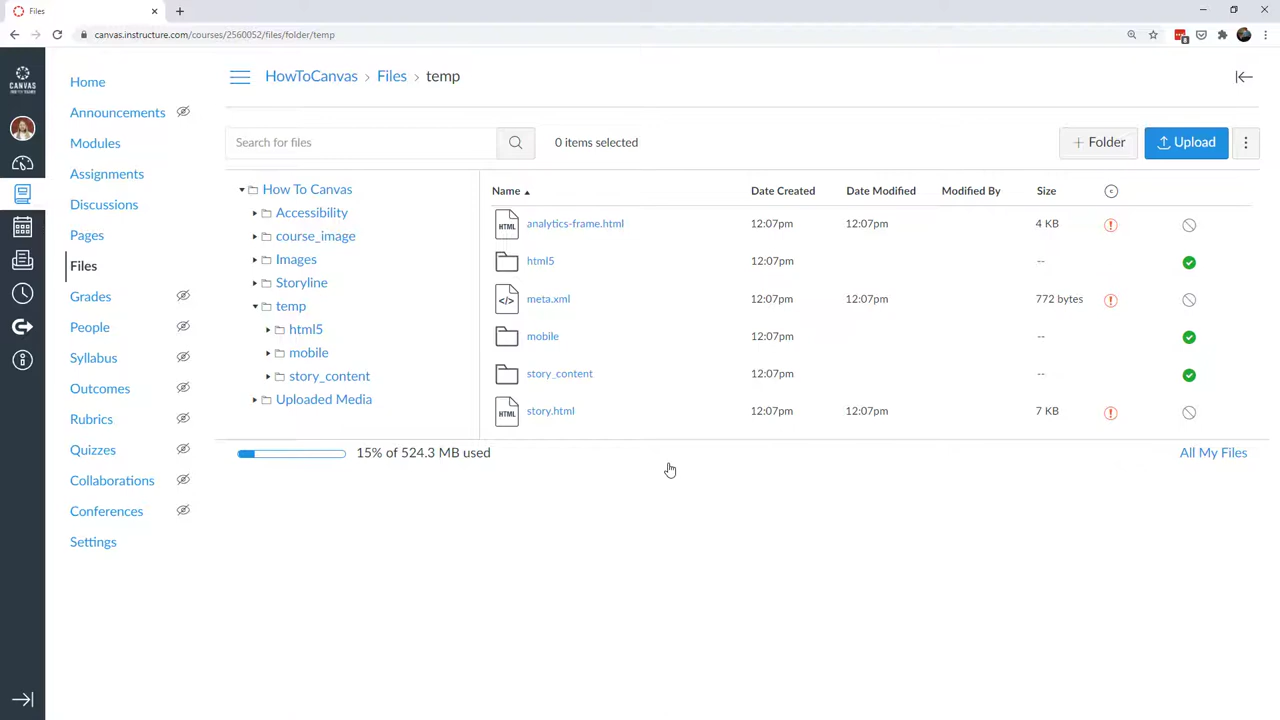 Files
canvas.instructure.com/courses/2560052/files/folder/temp
CANVAS
Home
Announcements
Modules
Assignments
Discussions
Pages
Files
Grades
People
Syllabus
Outcomes
Rubrics
Quizzes
Collaborations
Conferences
Settings
HowToCanvas › Files › temp
Search for files
0 items selected
+ Folder
Upload
How To Canvas
Accessibility
course_image
Images
Storyline
temp
html5
mobile
story_content
Uploaded Media
Name Date Created Date Modified Modified By Size
HTML analytics-frame.html 12:07pm 12:07pm 4 KB
html5 12:07pm --
</> meta.xml 12:07pm 12:07pm 772 bytes
mobile 12:07pm --
story_content 12:07pm --
HTML story.html 12:07pm 12:07pm 7 KB
15% of 524.3 MB used
All My Files